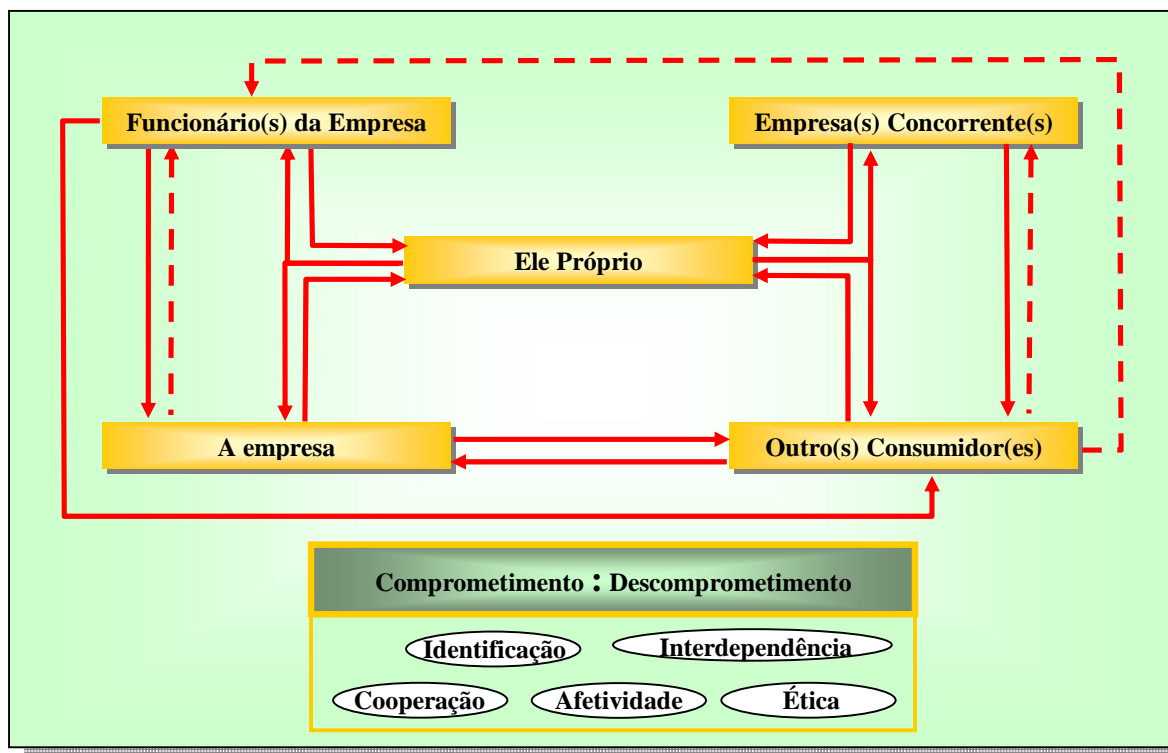 Funcionário(s) da Empresa
Empresa(s) Concorrente(s)
Ele Próprio
A empresa
Outro(s) Consumidor(es)
Comprometimento : Descomprometimento
Identificação
Interdependência
Cooperação
Afetividade
Ética